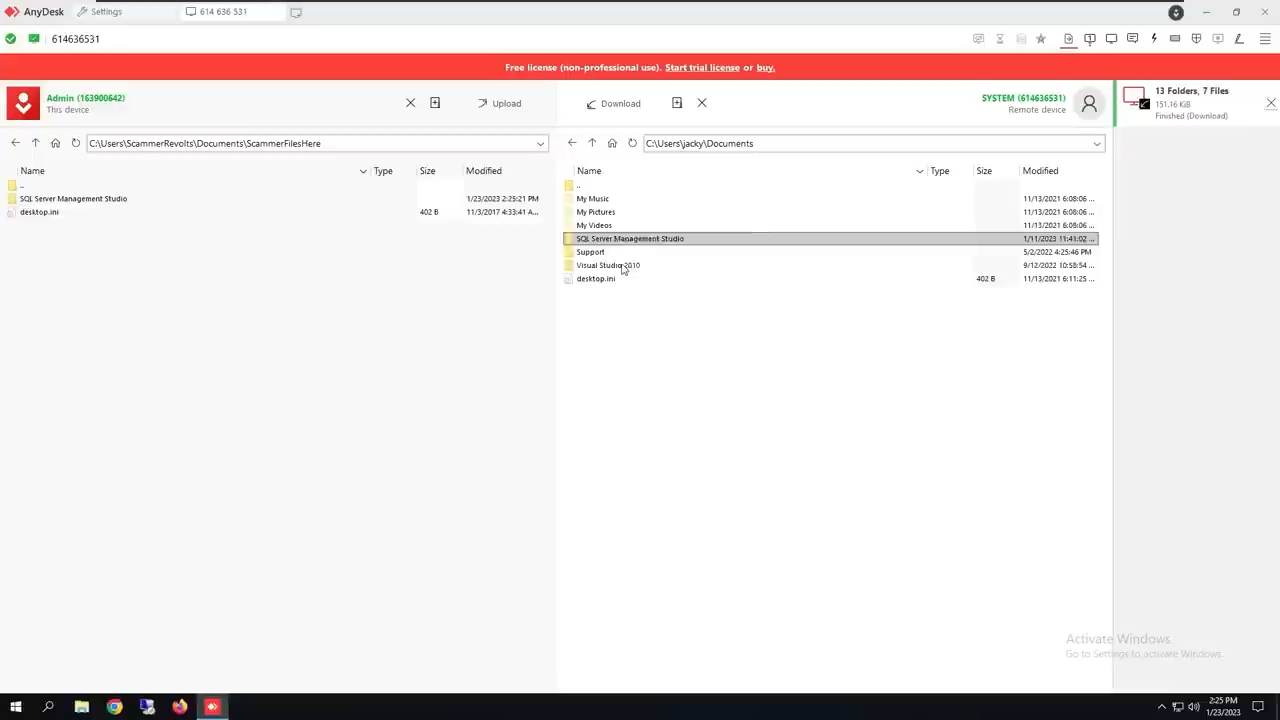 AnyDesk Settings 614 636 531
614636531
Free license (non-professional use). Start trial license or buy.
Admin (163900642)
This device
Upload
Download
SYSTEM (614636531)
Remote device
13 Folders, 7 Files
151.16 KiB
Finished (Download)
C:\Users\ScammerRevolts\Documents\ScammerFilesHere
C:\Users\jacky\Documents
Name Type Size Modified
..
SQL Server Management Studio 1/23/2023 2:25:21 PM
desktop.ini 402 B 11/3/2017 4:33:41 A...
Name Type Size Modified
..
My Music 11/13/2021 6:08:06 ...
My Pictures 11/13/2021 6:08:06 ...
My Videos 11/13/2021 6:08:06 ...
SQL Server Management Studio 1/11/2023 11:41:02 ...
Support 5/2/2022 4:25:46 PM
Visual Studio 2010 9/12/2022 10:58:54 ...
desktop.ini 402 B 11/13/2021 6:11:25 ...
Activate Windows
Go to Settings to activate Windows.
2:25 PM
1/23/2023